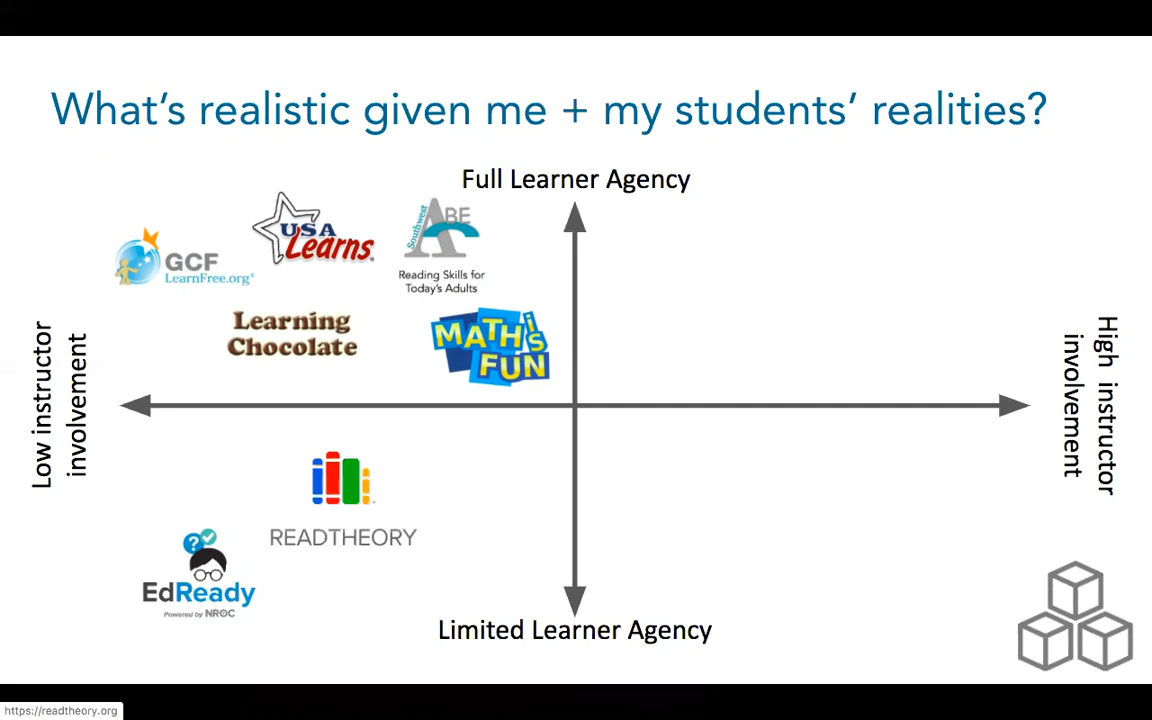 What's realistic given me + my students' realities?
Full Learner Agency
GCF
LearnFree.org®
USA
Learns®
Southwest
ABE
Reading Skills for
Today's Adults
Learning
Chocolate
MATH is
FUN
Low instructor
involvement
High instructor
involvement
READTHEORY
?
EdReady
Powered by NROC
Limited Learner Agency
https://readtheory.org